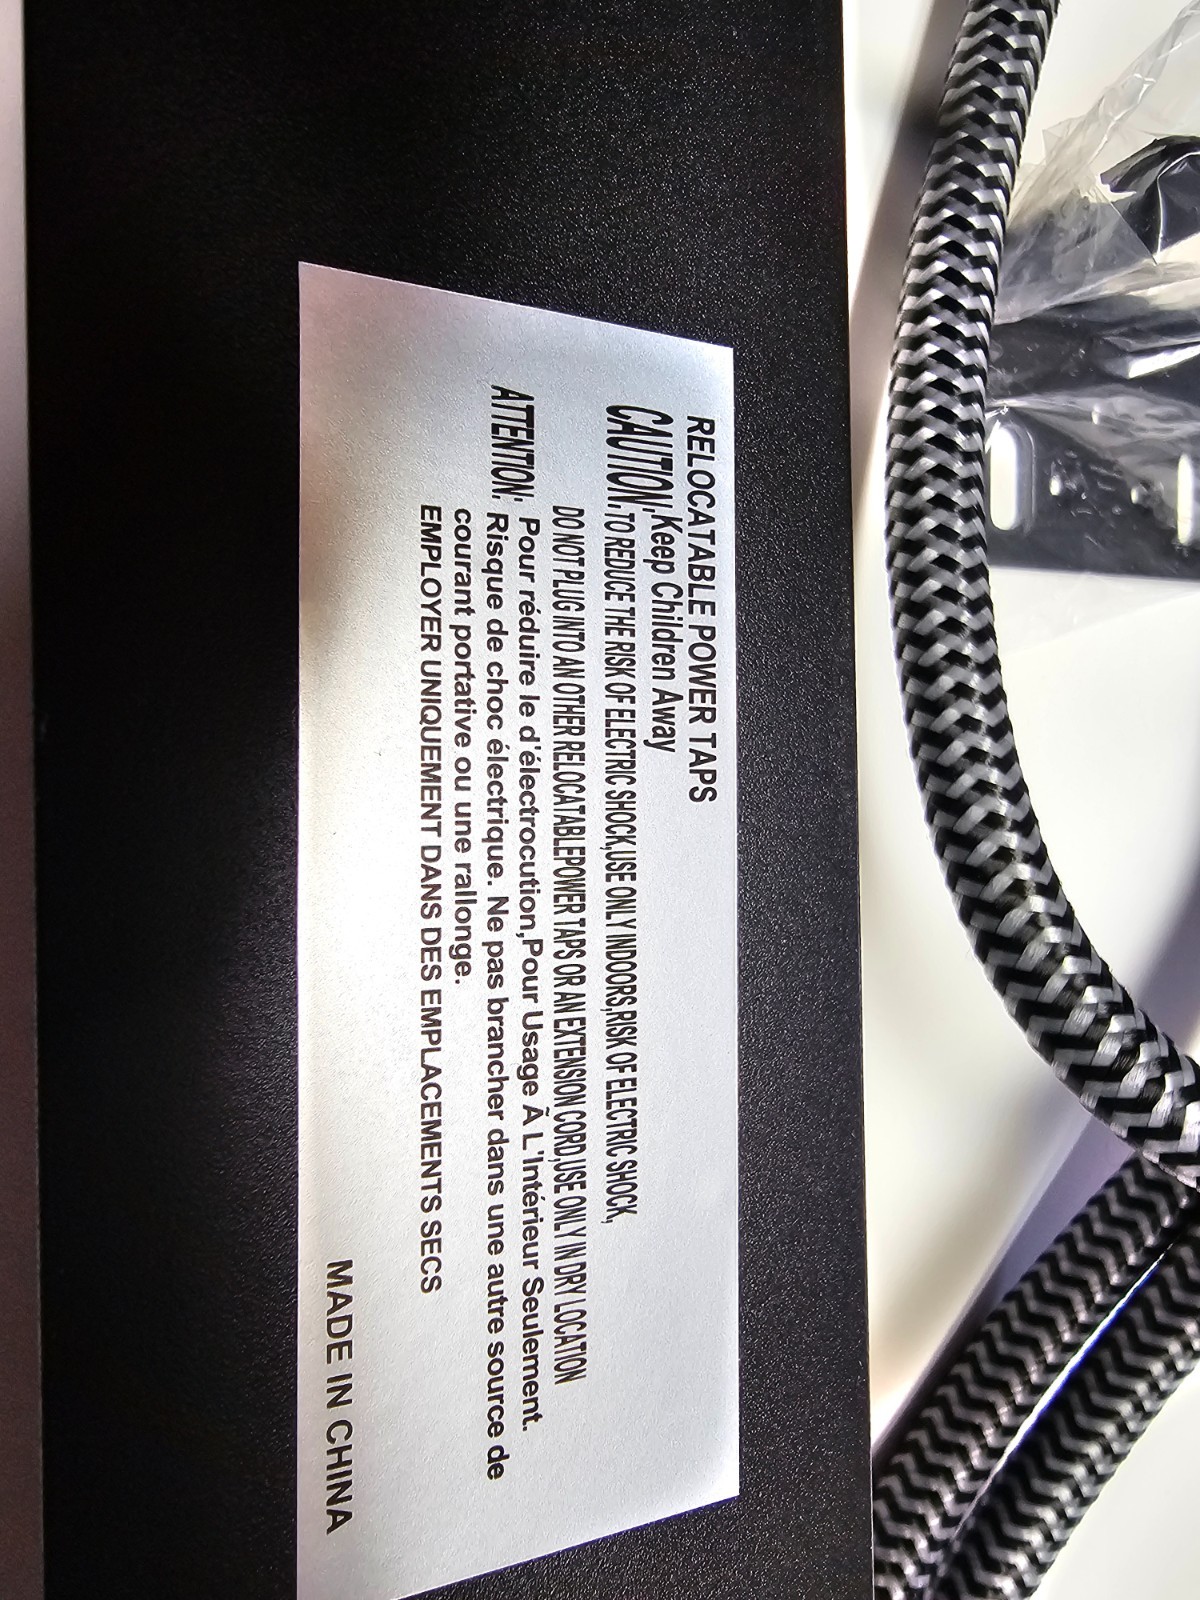 RELOCATABLE POWER TAPS
CAUTION: Keep Children Away
TO REDUCE THE RISK OF ELECTRIC SHOCK,USE ONLY INDOORS,RISK OF ELECTRIC SHOCK,
DO NOT PLUG INTO AN OTHER RELOCATABLEPOWER TAPS OR AN EXTENSION CORD,USE ONLY IN DRY LOCATION
ATTENTION: Pour réduire le d'électrocution,Pour Usage Ã L 'Intérieur Seulement.
Risque de choc électrique. Ne pas brancher dans une autre source de
courant portative ou une rallonge.
EMPLOYER UNIQUEMENT DANS DES EMPLACEMENTS SECS
MADE IN CHINA